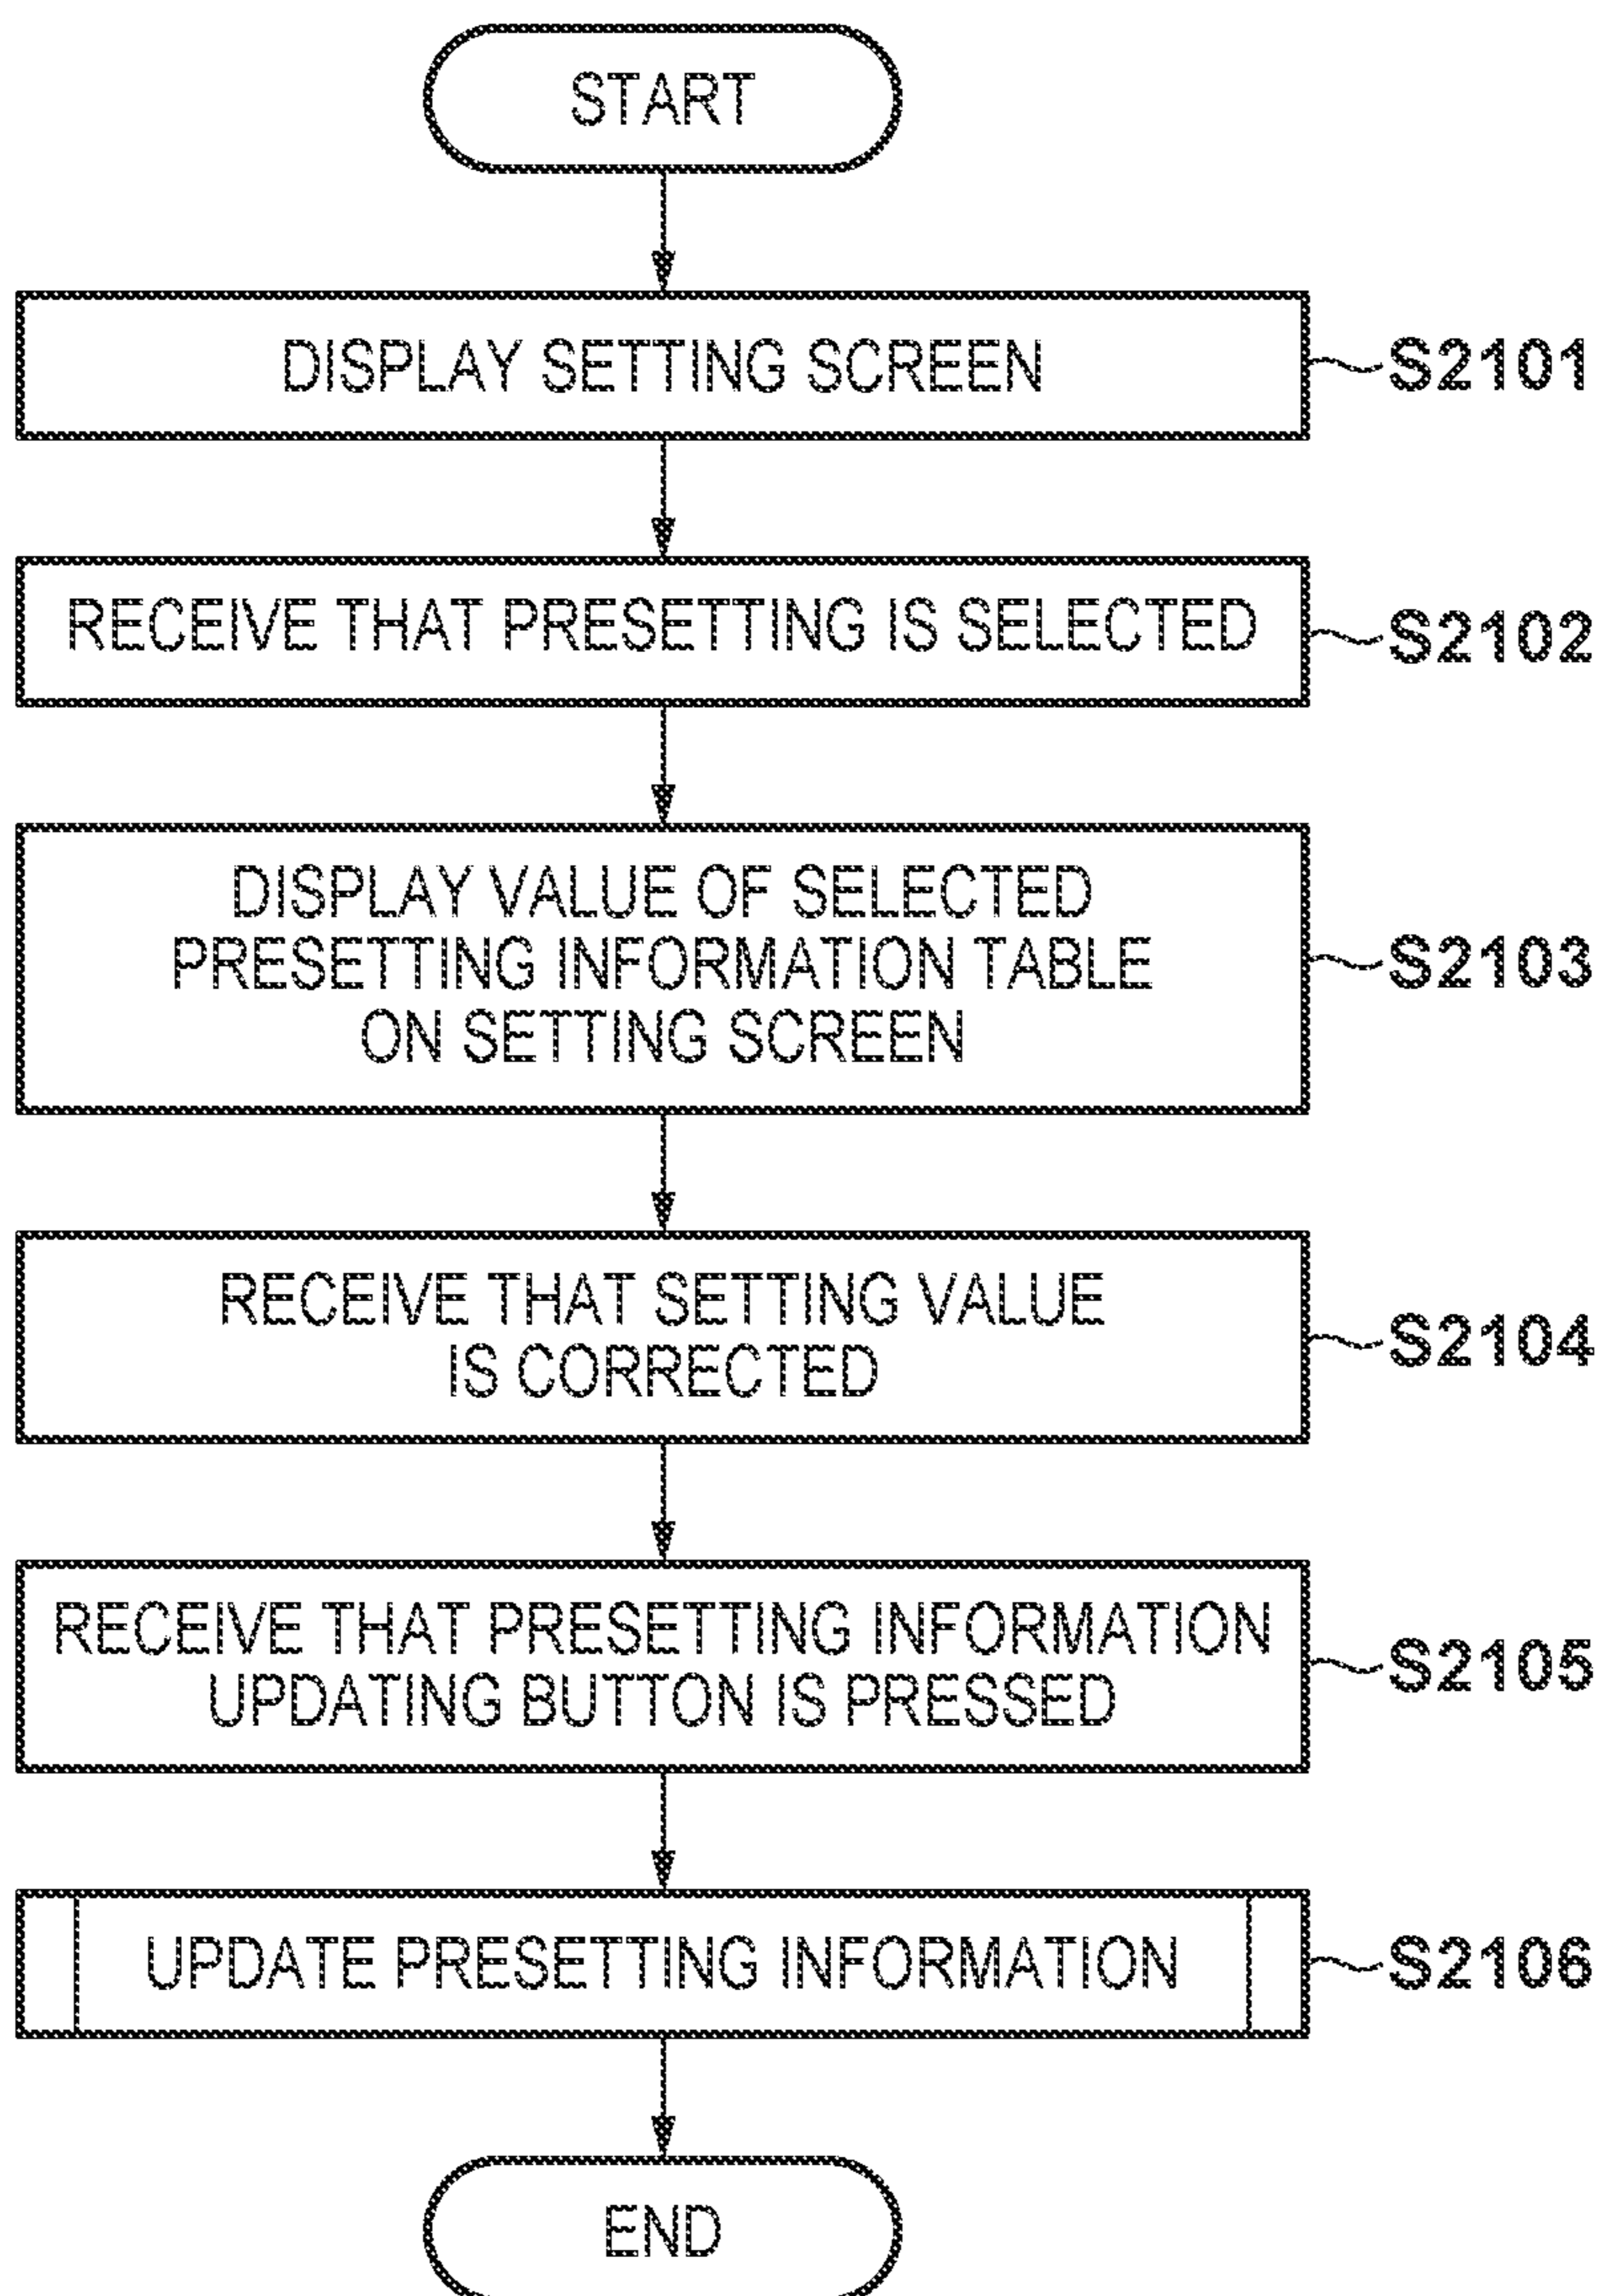 START
DISPLAY SETTING SCREEN
S2101
RECEIVE THAT PRESETTING IS SELECTED
S2102
DISPLAY VALUE OF SELECTED
PRESETTING INFORMATION TABLE
ON SETTING SCREEN
S2103
RECEIVE THAT SETTING VALUE
IS CORRECTED
S2104
RECEIVE THAT PRESETTING INFORMATION
UPDATING BUTTON IS PRESSED
S2105
UPDATE PRESETTING INFORMATION
S2106
END